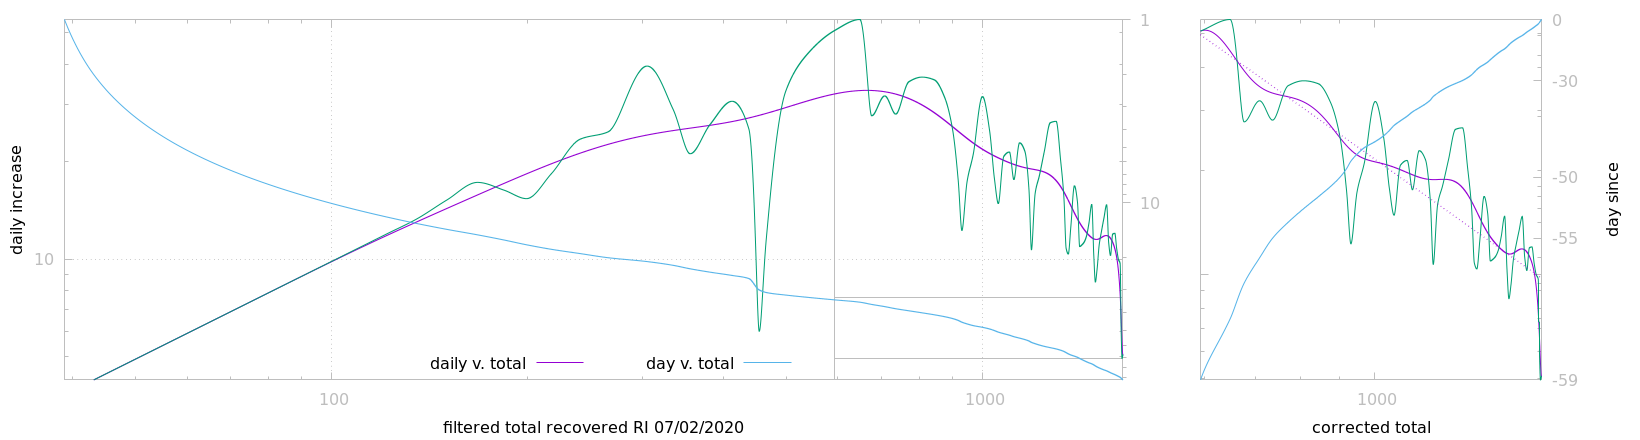 daily increase
10
100
1000
1
10
daily v. total
day v. total
filtered total recovered RI 07/02/2020
0
-30
-50
-55
-59
day since
1000
corrected total